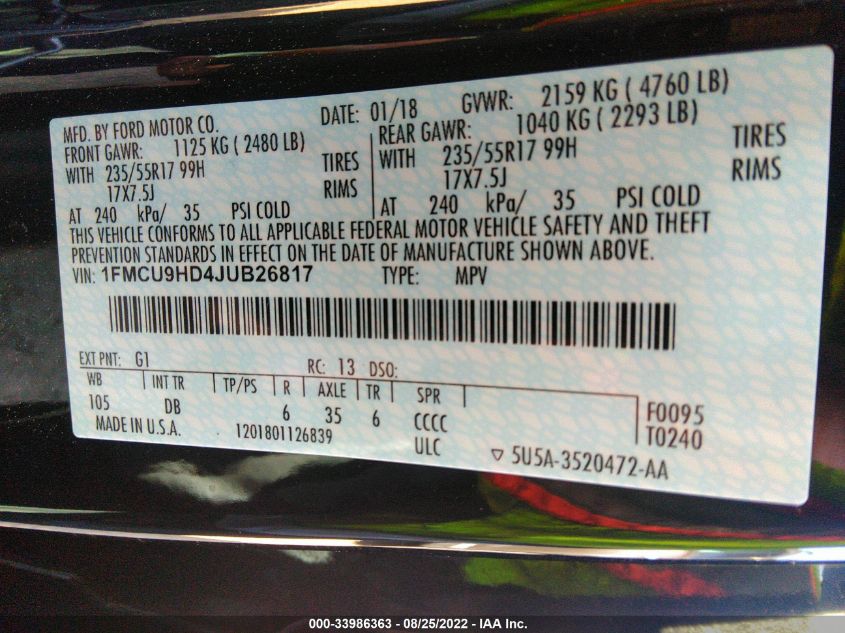 MFD. BY FORD MOTOR CO.
DATE: 01/18 GVWR: 2159 KG ( 4760 LB)
FRONT GAWR: 1125 KG ( 2480 LB)
WITH 235/55R17 99H TIRES
17X7.5J RIMS
AT 240 kPa/ 35 PSI COLD
REAR GAWR: 1040 KG ( 2293 LB)
WITH 235/55R17 99H TIRES
17X7.5J RIMS
AT 240 kPa/ 35 PSI COLD
THIS VEHICLE CONFORMS TO ALL APPLICABLE FEDERAL MOTOR VEHICLE SAFETY AND THEFT
PREVENTION STANDARDS IN EFFECT ON THE DATE OF MANUFACTURE SHOWN ABOVE.
VIN: 1FMCU9HD4JUB26817 TYPE: MPV
EXT PNT: G1 RC: 13 DSO:
WB INT TR TP/PS R AXLE TR SPR
105 DB 6 35 6 CCCC F0095
MADE IN U.S.A. 1201801126839 ULC T0240
▽ 5U5A-3520472-AA
000-33986363 - 08/25/2022 - IAA Inc.